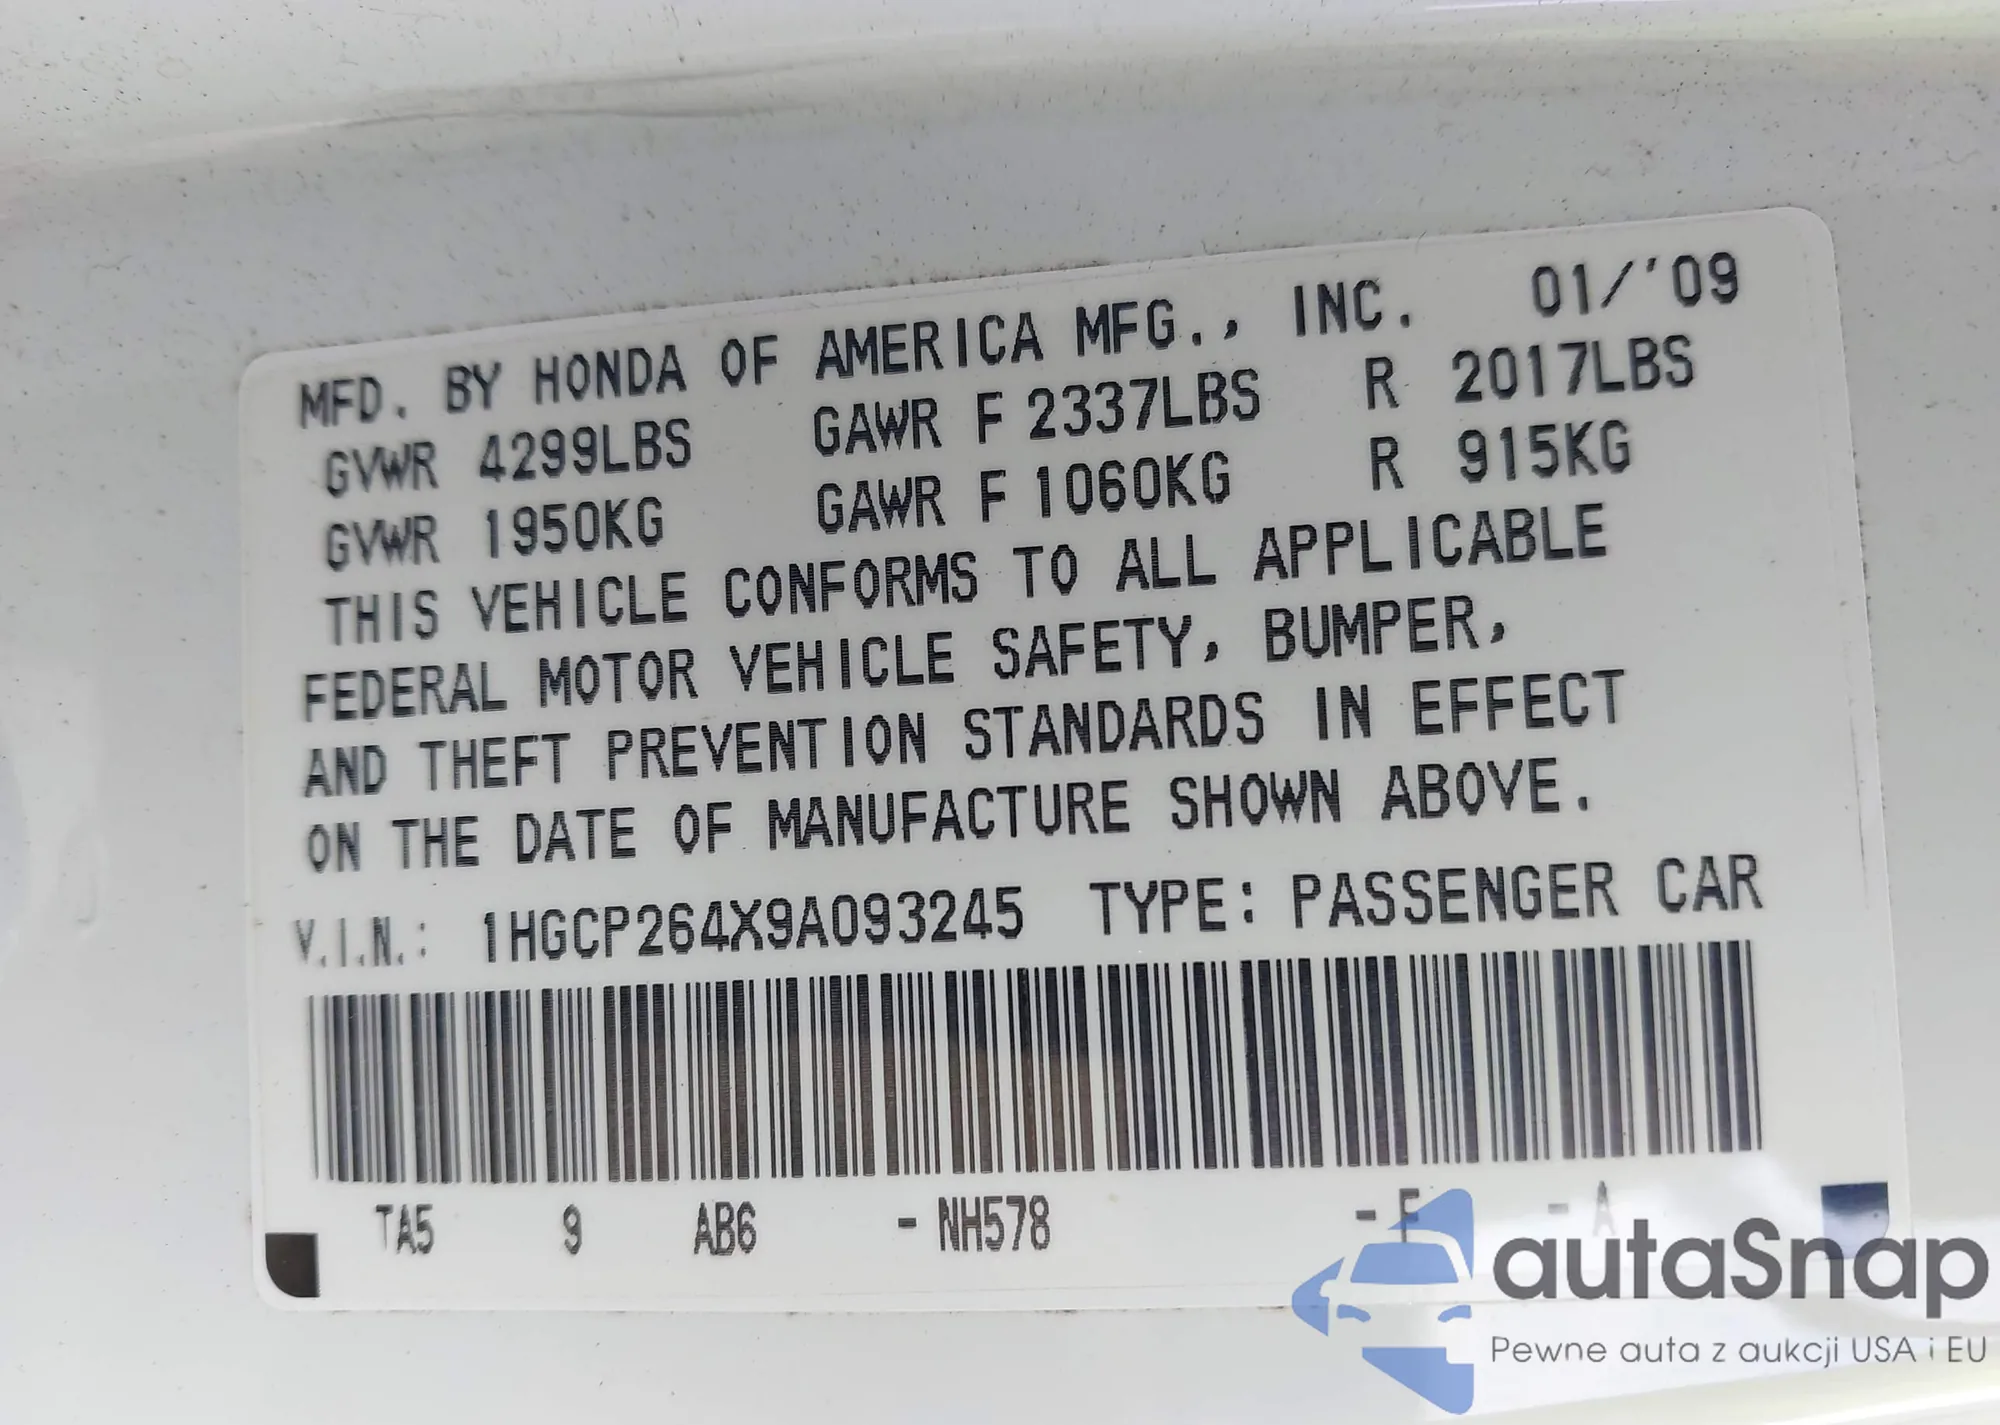 MFD. BY HONDA OF AMERICA MFG., INC. 01/'09
GVWR 4299LBS GAWR F 2337LBS R 2017LBS
GVWR 1950KG GAWR F 1060KG R 915KG
THIS VEHICLE CONFORMS TO ALL APPLICABLE
FEDERAL MOTOR VEHICLE SAFETY, BUMPER,
AND THEFT PREVENTION STANDARDS IN EFFECT
ON THE DATE OF MANUFACTURE SHOWN ABOVE.
V.I.N.: 1HGCP264X9A093245 TYPE: PASSENGER CAR
TA5 9 AB6 - NH578 - - A
autaSnap
Pewne auta z aukcji USA i EU